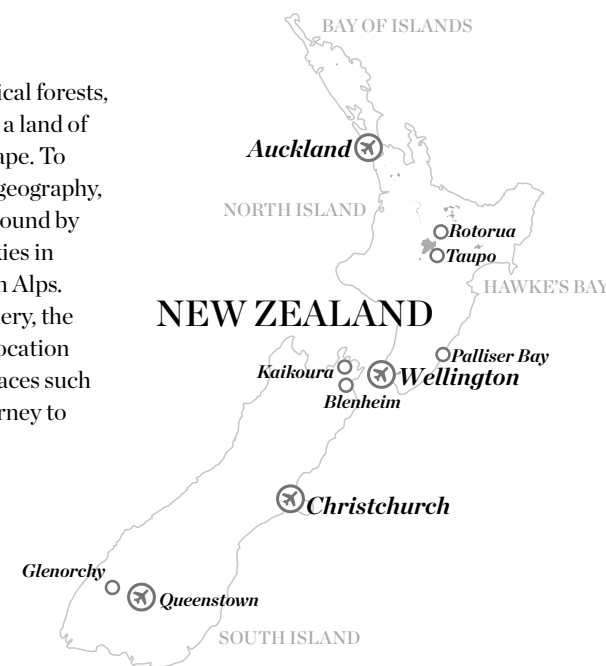 ical forests,
a land of
ape. To
geography,
ound by
kies in
n Alps.
ery, the
ocation
aces such
rney to
BAY OF ISLANDS
Auckland
NORTH ISLAND
Rotorua
Taupo
HAWKE'S BAY
NEW ZEALAND
Palliser Bay
Kaikoura
Wellington
Blenheim
Christchurch
Glenorchy
Queenstown
SOUTH ISLAND